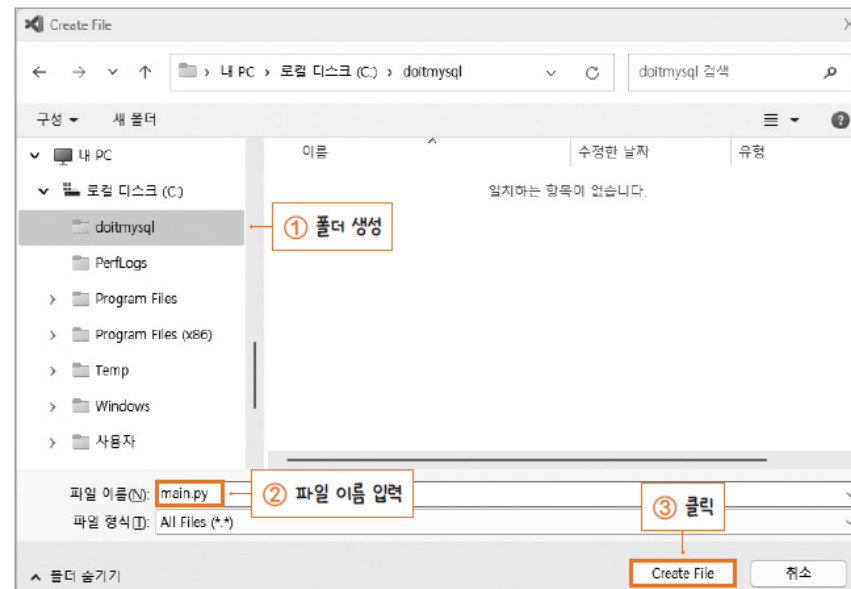 Create File
내 PC › 로컬 디스크 (C:) › doitmysql
doitmysql 검색
구성 새 폴더
내 PC
로컬 디스크 (C:)
doitmysql
PerfLogs
Program Files
Program Files (x86)
Temp
Windows
사용자
이름 수정한 날짜 유형
일치하는 항목이 없습니다.
① 폴더 생성
파일 이름(N): main.py
② 파일 이름 입력
파일 형식(T): All Files (*.*)
③ 클릭
폴더 숨기기
Create File 취소